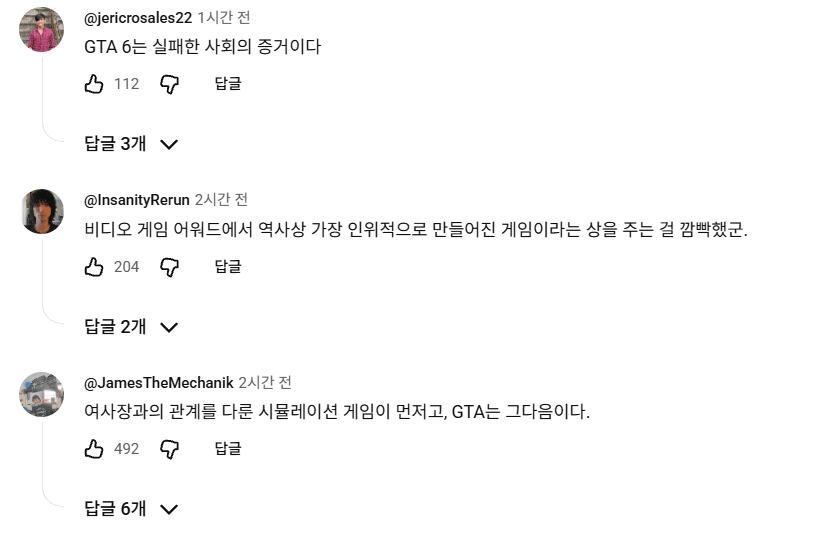 @jericrosales22 1시간 전
GTA 6는 실패한 사회의 증거이다
112 답글
답글 3개
@InsanityRerun 2시간 전
비디오 게임 어워드에서 역사상 가장 인위적으로 만들어진 게임이라는 상을 주는 걸 깜빡했군.
204 답글
답글 2개
@JamesTheMechanik 2시간 전
여사장과의 관계를 다룬 시뮬레이션 게임이 먼저고, GTA는 그다음이다.
492 답글
답글 6개